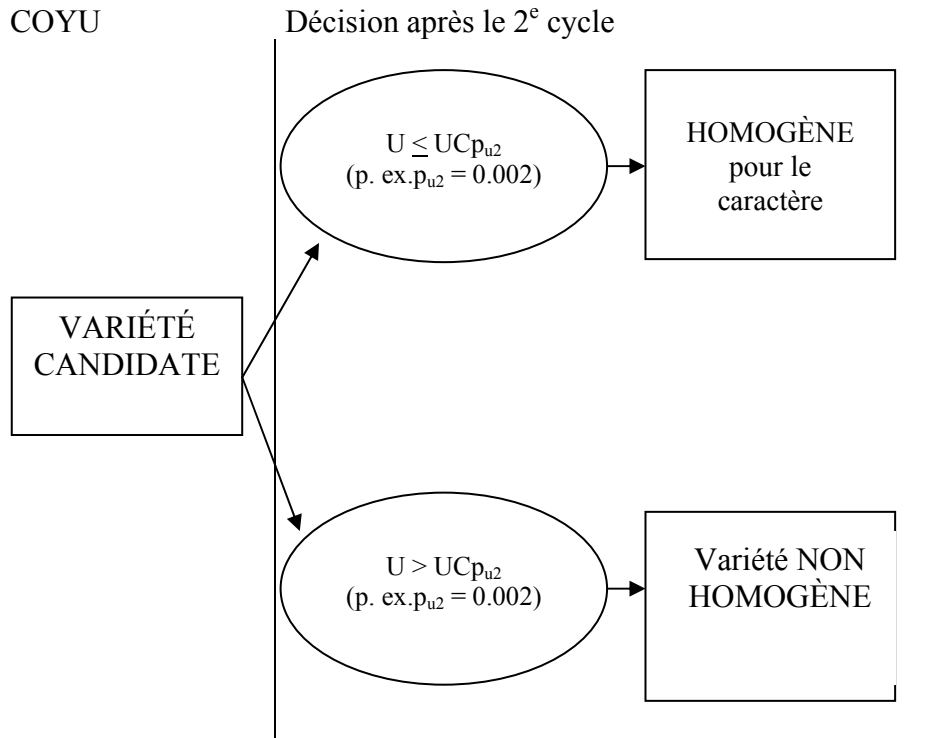 COYU
Décision après le 2e cycle
U ≤ UCpu2
(p. ex.pu2 = 0.002)
HOMOGÈNE
pour le
caractère
VARIÉTÉ
CANDIDATE
U > UCpu2
(p. ex.pu2 = 0.002)
Variété NON
HOMOGÈNE